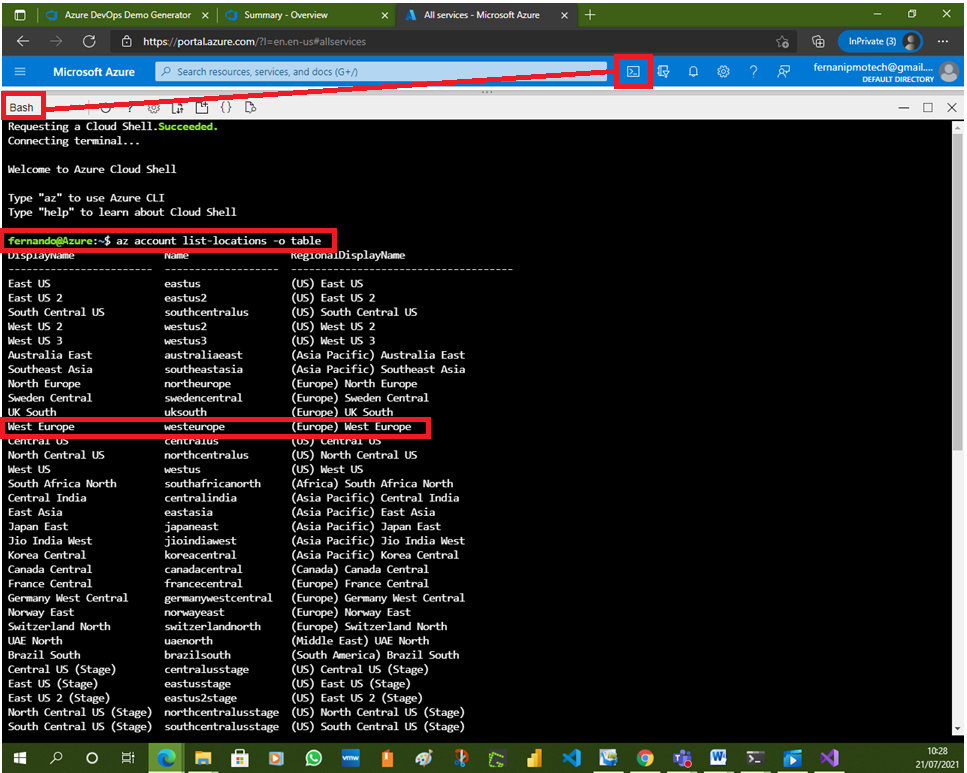 Azure DevOps Demo Generator
Summary - Overview
All services - Microsoft Azure
https://portal.azure.com/?l=en.en-us#allservices
InPrivate (3)
Microsoft Azure
Search resources, services, and docs (G+/)
fernanipmotech@gmail....
DEFAULT DIRECTORY
Bash
Requesting a Cloud Shell.Succeeded.
Connecting terminal...
Welcome to Azure Cloud Shell
Type "az" to use Azure CLI
Type "help" to learn about Cloud Shell
fernando@Azure:~$ az account list-locations -o table
DisplayName Name RegionalDisplayName
------------------------ ------------------- -------------------------------------
East US eastus (US) East US
East US 2 eastus2 (US) East US 2
South Central US southcentralus (US) South Central US
West US 2 westus2 (US) West US 2
West US 3 westus3 (US) West US 3
Australia East australiaeast (Asia Pacific) Australia East
Southeast Asia southeastasia (Asia Pacific) Southeast Asia
North Europe northeurope (Europe) North Europe
Sweden Central swedencentral (Europe) Sweden Central
UK South uksouth (Europe) UK South
West Europe westeurope (Europe) West Europe
Central US centralus (US) Central US
North Central US northcentralus (US) North Central US
West US westus (US) West US
South Africa North southafricanorth (Africa) South Africa North
Central India centralindia (Asia Pacific) Central India
East Asia eastasia (Asia Pacific) East Asia
Japan East japaneast (Asia Pacific) Japan East
Jio India West jioindiawest (Asia Pacific) Jio India West
Korea Central koreacentral (Asia Pacific) Korea Central
Canada Central canadacentral (Canada) Canada Central
France Central francecentral (Europe) France Central
Germany West Central germanywestcentral (Europe) Germany West Central
Norway East norwayeast (Europe) Norway East
Switzerland North switzerlandnorth (Europe) Switzerland North
UAE North uaenorth (Middle East) UAE North
Brazil South brazilsouth (South America) Brazil South
Central US (Stage) centralusstage (US) Central US (Stage)
East US (Stage) eastusstage (US) East US (Stage)
East US 2 (Stage) eastus2stage (US) East US 2 (Stage)
North Central US (Stage) northcentralusstage (US) North Central US (Stage)
South Central US (Stage) southcentralusstage (US) South Central US (Stage)
vmw
10:28
21/07/2021